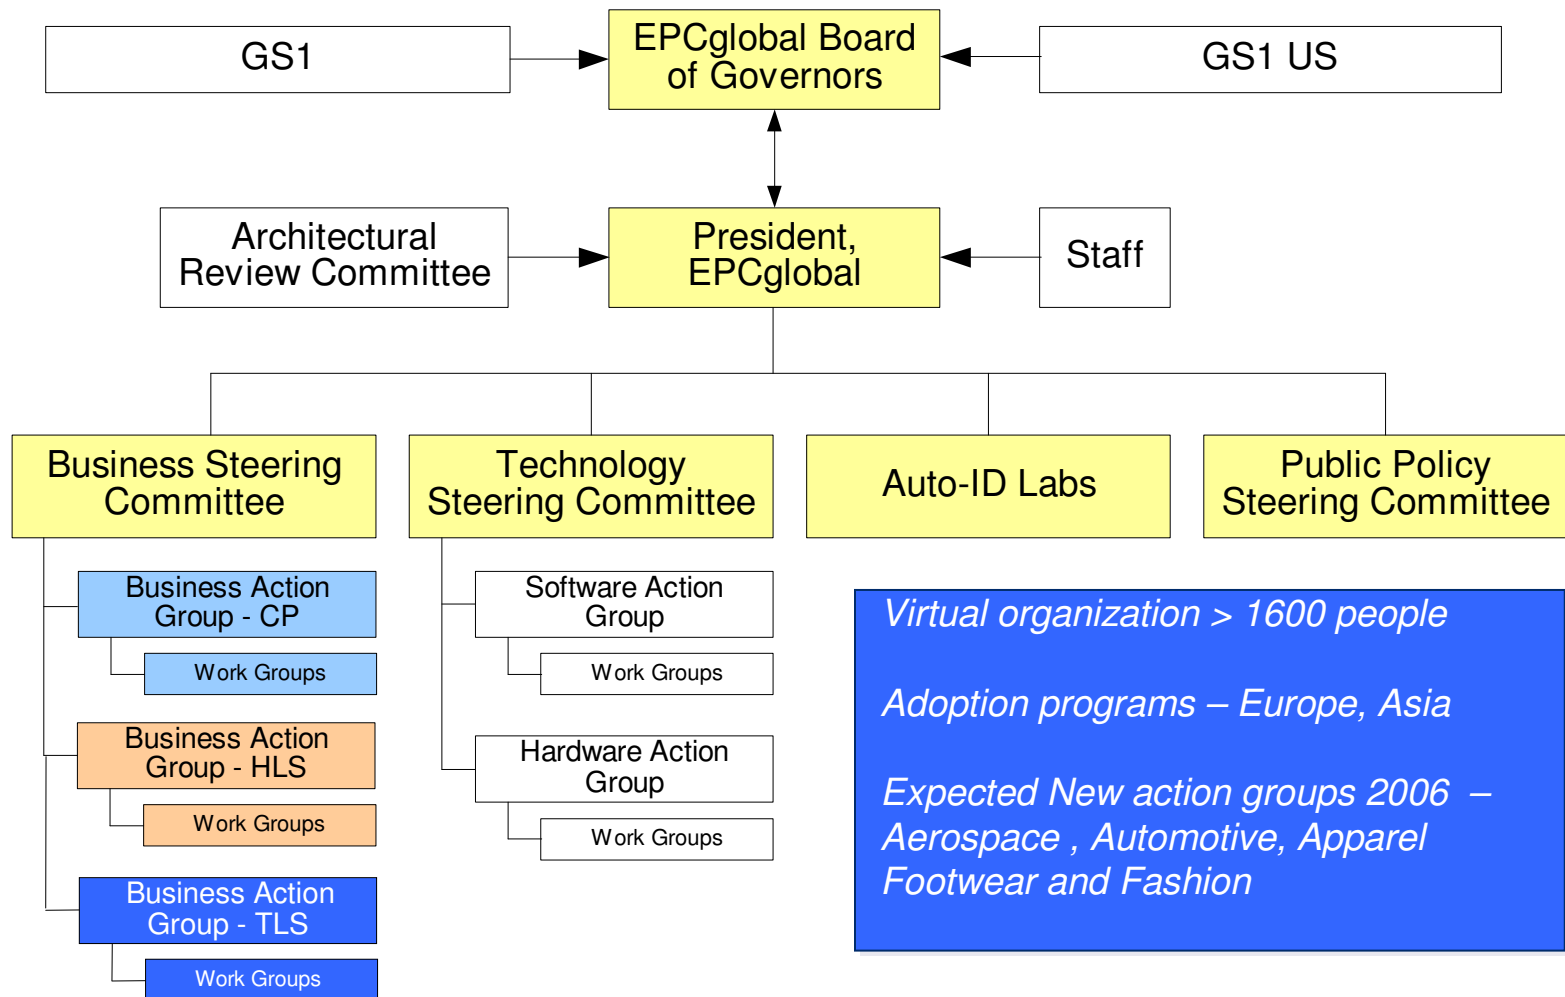 GS1
EPCglobal Board
of Governors
GS1 US
Architectural
Review Committee
President,
EPCglobal
Staff
Business Steering
Committee
Technology
Steering Committee
Auto-ID Labs
Public Policy
Steering Committee
Business Action
Group - CP
Work Groups
Business Action
Group - HLS
Work Groups
Business Action
Group - TLS
Work Groups
Software Action
Group
Work Groups
Hardware Action
Group
Work Groups
Virtual organization > 1600 people
Adoption programs – Europe, Asia
Expected New action groups 2006 –
Aerospace , Automotive, Apparel
Footwear and Fashion